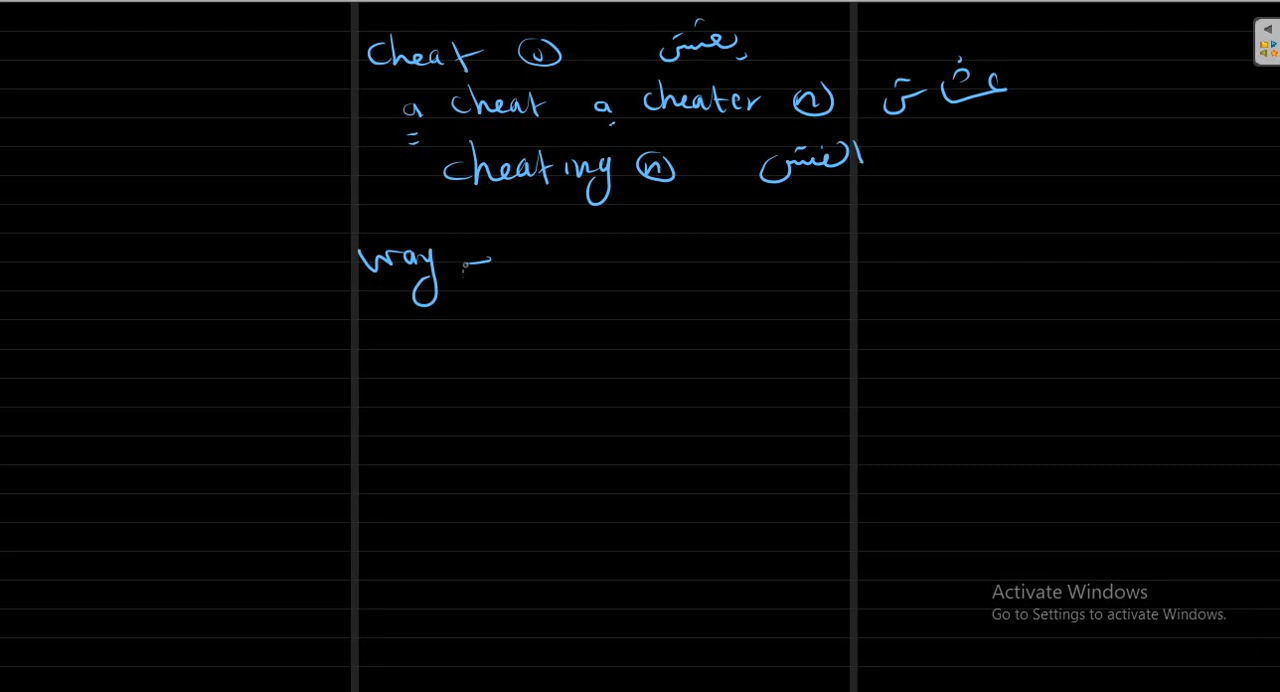 cheat (v) يغش
a cheat a cheater (n) غشاش
cheating (n) الغش
way –
Activate Windows
Go to Settings to activate Windows.